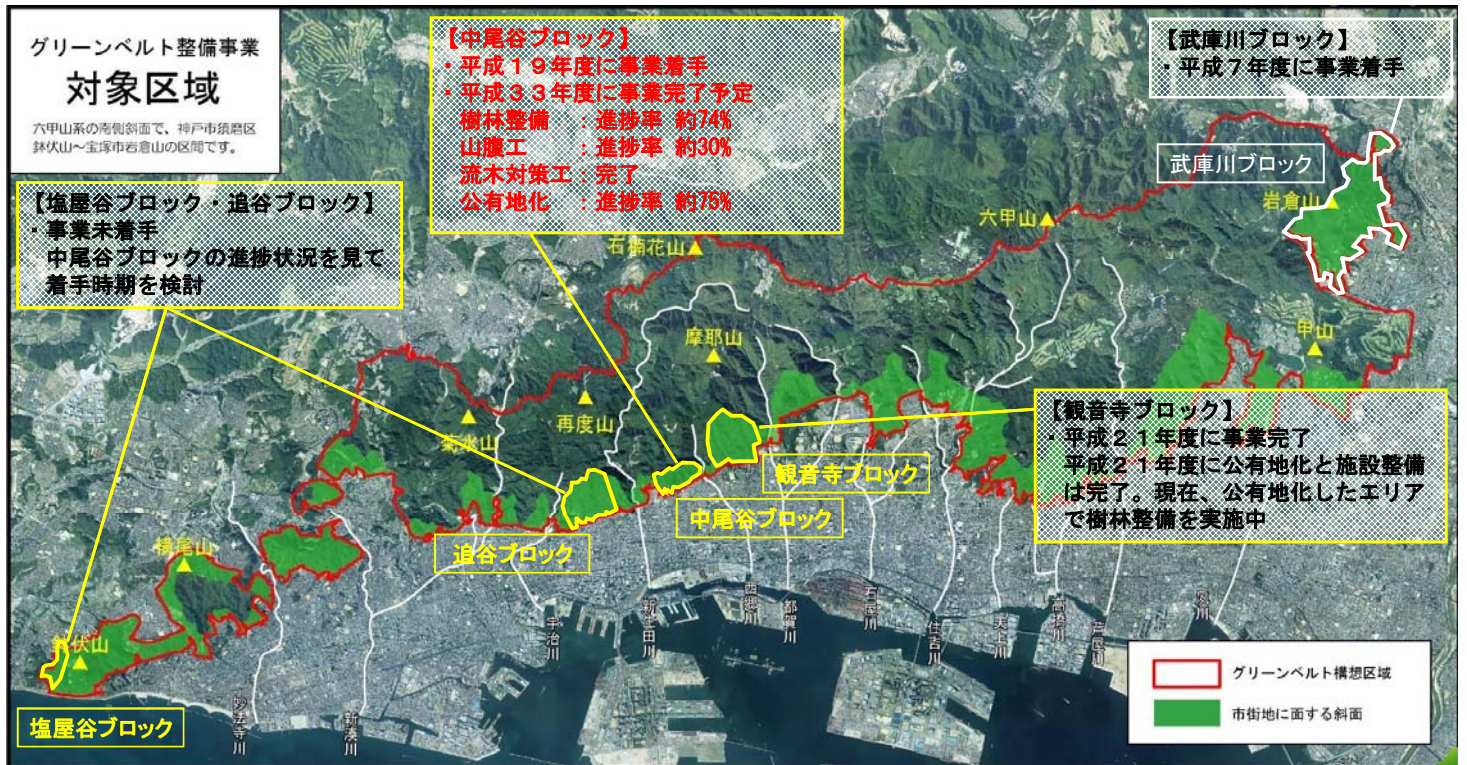 グリーンベルト整備事業
対象区域
六甲山系の南側斜面で、神戸市須磨区
鉢伏山～宝塚市岩倉山の区間です。
【中尾谷ブロック】
・平成１９年度に事業着手
・平成３３年度に事業完了予定
樹林整備　：進捗率 約74%
山腹工　　：進捗率 約30%
流木対策工：完了
公有地化　：進捗率 約75%
【武庫川ブロック】
・平成７年度に事業着手
武庫川ブロック
【塩屋谷ブロック・追谷ブロック】
・事業未着手
中尾谷ブロックの進捗状況を見て
着手時期を検討
岩倉山
六甲山
石楠花山
摩耶山
甲山
再度山
菊水山
【観音寺ブロック】
・平成２１年度に事業完了
平成２１年度に公有地化と施設整備
は完了。現在、公有地化したエリア
で樹林整備を実施中
観音寺ブロック
中尾谷ブロック
追谷ブロック
横尾山
鉢伏山
塩屋谷ブロック
妙法寺川
新湊川
宇治川
新生田川
西郷川
都賀川
石屋川
住吉川
天上川
高橋川
芦屋川
夙川
グリーンベルト構想区域
市街地に面する斜面